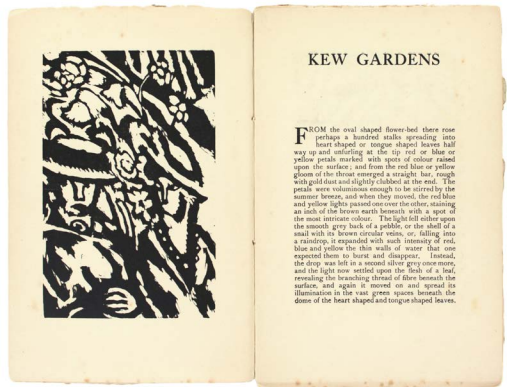 KEW GARDENS
FROM the oval shaped flower-bed there rose
perhaps a hundred stalks spreading into
heart shaped or tongue shaped leaves half
way up and unfurling at the tip red or blue or
yellow petals marked with spots of colour raised
upon the surface; and from the red blue or yellow
gloom of the throat emerged a straight bar, rough
with gold dust and slightly clubbed at the end. The
petals were voluminous enough to be stirred by the
summer breeze, and when they moved, the red blue
and yellow lights passed one over the other, staining
an inch of the brown earth beneath with a spot of
the most intricate colour. The light fell either upon
the smooth grey back of a pebble, or the shell of a
snail with its brown circular veins, or, falling into
a raindrop, it expanded with such intensity of red,
blue and yellow the thin walls of water that one
expected them to burst and disappear. Instead,
the drop was left in a second silver grey once more,
and the light now settled upon the flesh of a leaf,
revealing the branching thread of fibre beneath the
surface, and again it moved on and spread its
illumination in the vast green spaces beneath the
dome of the heart shaped and tongue shaped leaves.